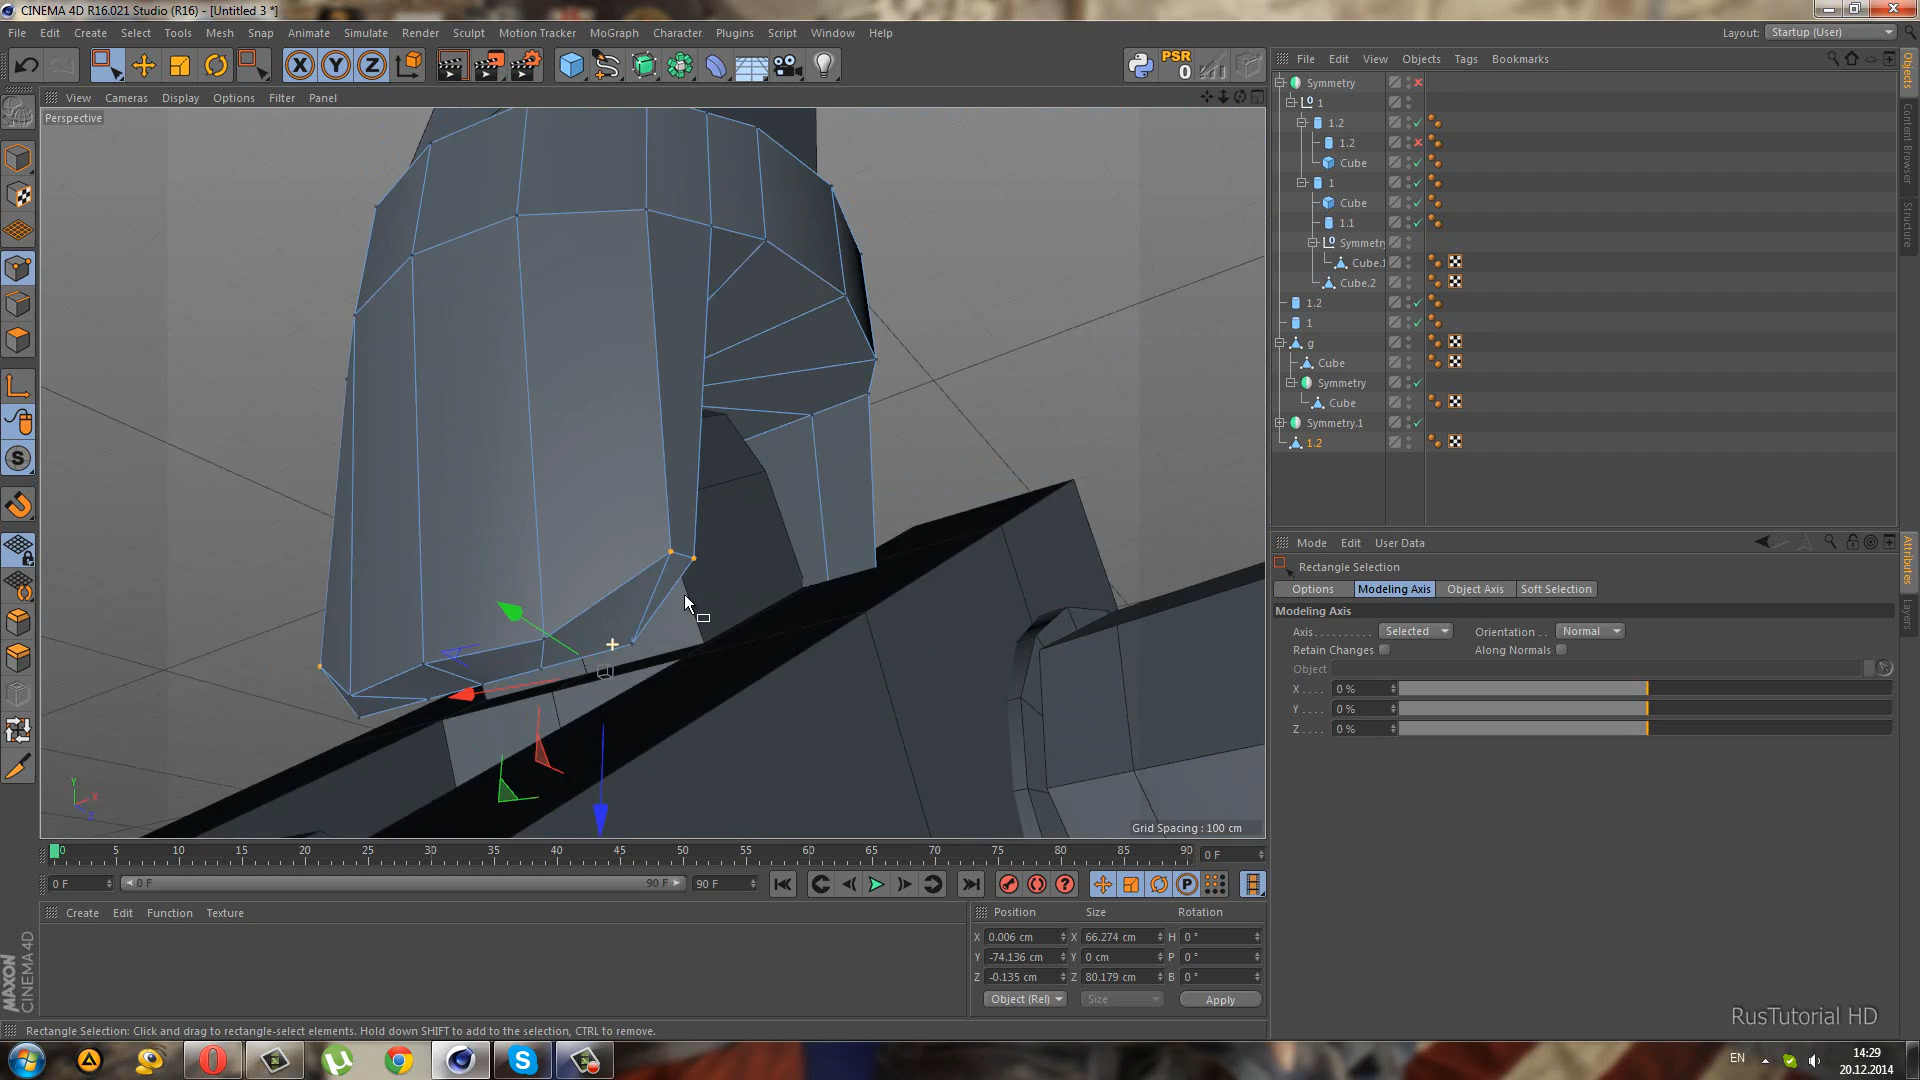 CINEMA 4D R16.021 Studio (R16) - [Untitled 3 *]
File Edit Create Select Tools Mesh Snap Animate Simulate Render Sculpt Motion Tracker MoGraph Character Plugins Script Window Help
Layout: Startup (User)
PSR
0
File Edit View Objects Tags Bookmarks
View Cameras Display Options Filter Panel
Perspective
Symmetry
1
1.2
1.2
Cube
1
Cube
1.1
Symmetry
Cube.1
Cube.2
1.2
1
g
Cube
Symmetry
Cube
Symmetry.1
1.2
Objects
Content Browser
Structure
Mode Edit User Data
Rectangle Selection
Options Modeling Axis Object Axis Soft Selection
Modeling Axis
Axis Selected Orientation Normal
Retain Changes Along Normals
Object
X 0 %
Y 0 %
Z 0 %
Attributes
Layers
Y
X
Z
Grid Spacing : 100 cm
0 5 10 15 20 25 30 35 40 45 50 55 60 65 70 75 80 85 90
0 F
0 F 0 F 90 F 90 F
Create Edit Function Texture
Position Size Rotation
X 0.006 cm X 66.274 cm H 0 °
Y -74.136 cm Y 0 cm P 0 °
Z -0.135 cm Z 80.179 cm B 0 °
Object (Rel) Size Apply
MAXON
CINEMA 4D
Rectangle Selection: Click and drag to rectangle-select elements. Hold down SHIFT to add to the selection, CTRL to remove.
RusTutorial HD
EN
14:29
20.12.2014